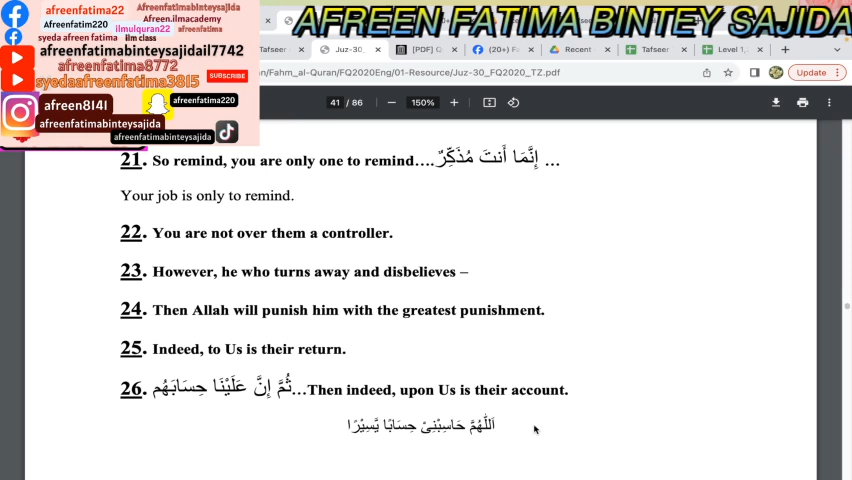 AFREEN FATIMA BINTEY SAJIDA
afreenfatima22
Afreenfatimabinteysajida
Afreen.ilmacademy
Afreenfatim220
ilmulquran22
afreenfatimabinteysajida
syeda afreen fatima
ilm class
afreenfatimabinteysajidail7742
afreenfatima8772
syedaafreenfatima3815
SUBSCRIBE
afreen8141
afreenfatima220
afreenfatimabinteysajida
afreenfatimabinteysajida
Tafseer
Juz-30_
[PDF] Q
(20+) Fa
Recent
Tafseer
Level 1,
n/Fahm_al-Quran/FQ2020Eng/01-Resource/Juz-30_FQ2020_TZ.pdf
Update
41 / 86
150%
21. So remind, you are only one to remind.... إِنَّمَا أَنتَ مُذَكِّرٌ ...
Your job is only to remind.
22. You are not over them a controller.
23. However, he who turns away and disbelieves –
24. Then Allah will punish him with the greatest punishment.
25. Indeed, to Us is their return.
26. ثُمَّ إِنَّ عَلَيْنَا حِسَابَهُم...Then indeed, upon Us is their account.
اَللّٰهُمَّ حَاسِبْنِىْ حِسَابًا يَّسِيْرًا